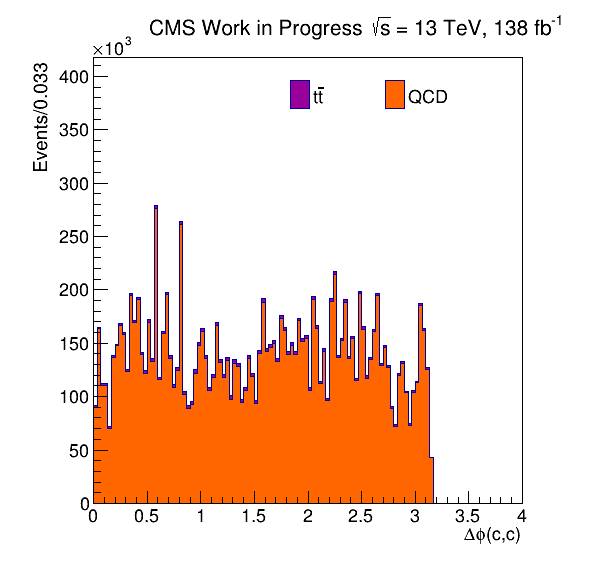 CMS Work in Progress √s = 13 TeV, 138 fb⁻¹
×10³
Events/0.033
400
350
300
250
200
150
100
50
0
tt̄
QCD
0 0.5 1 1.5 2 2.5 3 3.5 4
Δϕ(c,c)